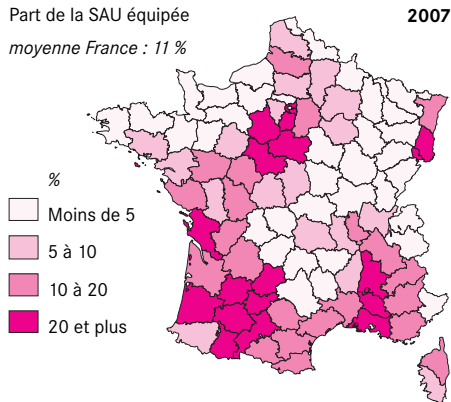 Part de la SAU équipée
2007
moyenne France : 11 %
%
Moins de 5
5 à 10
10 à 20
20 et plus